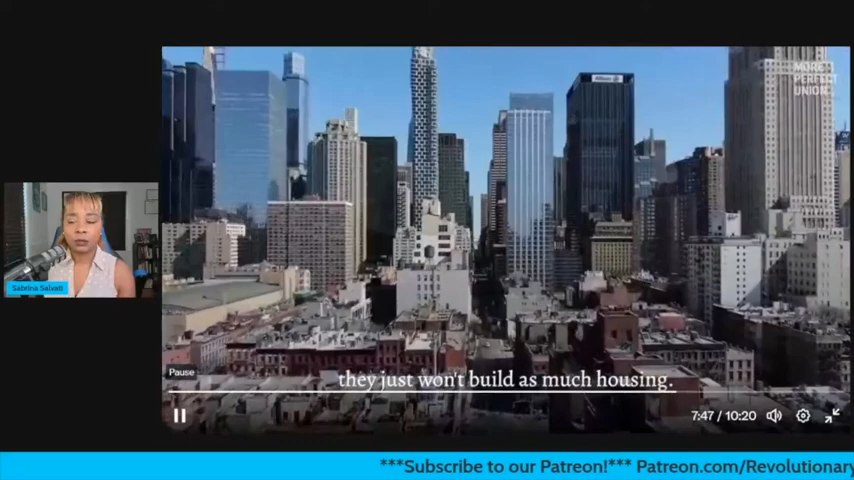 MORE
PERFECT
UNION
Allianz
Sabrina Salvati
they just won't build as much housing.
Pause
7:47 / 10:20
***Subscribe to our Patreon!*** Patreon.com/Revolutionary